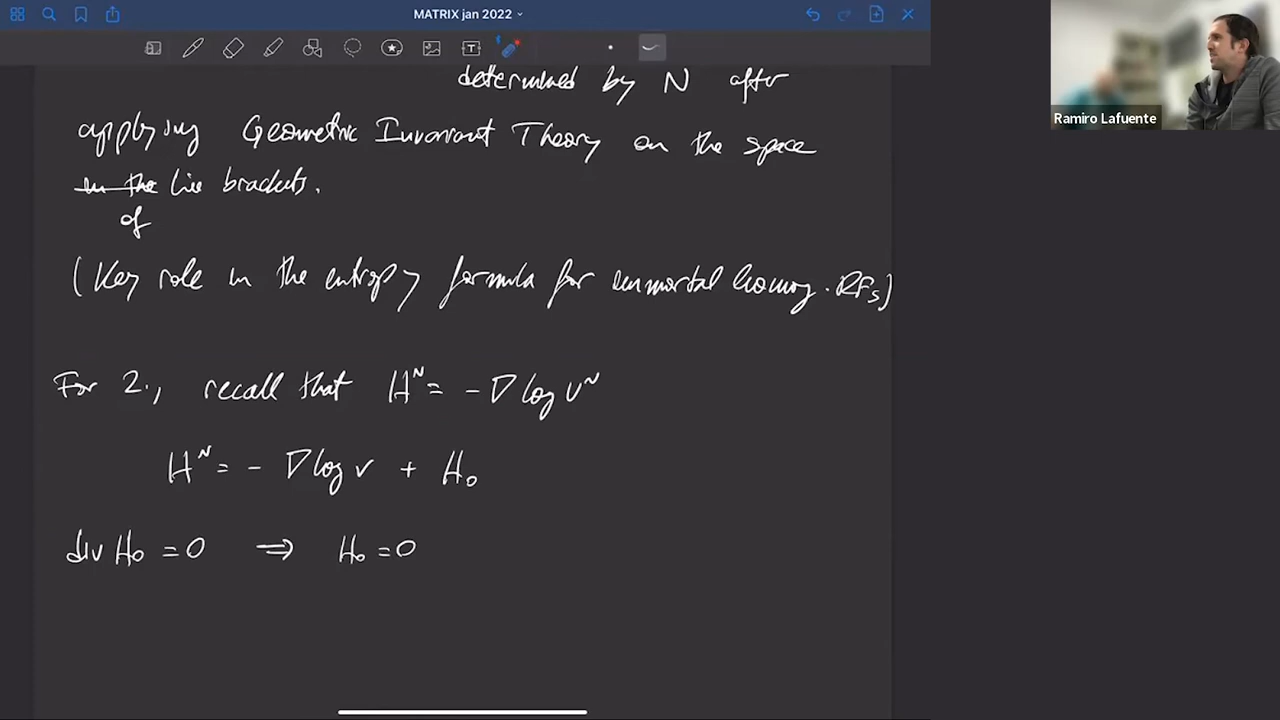 MATRIX jan 2022
Ramiro Lafuente
determined by N after
applying Geometric Invariant Theory on the space
in the Lie brackets.
of
(Key role in the entropy formula for immortal homog. RFs)
For 2., recall that H^N = - ∇ log v^N
H^N = - ∇ log v + H₀
div H₀ = 0 ⟹ H₀ = 0